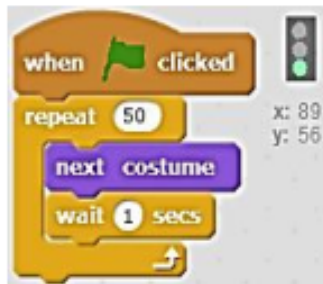 when clicked
repeat 50
x: 89
y: 56
next costume
wait 1 secs